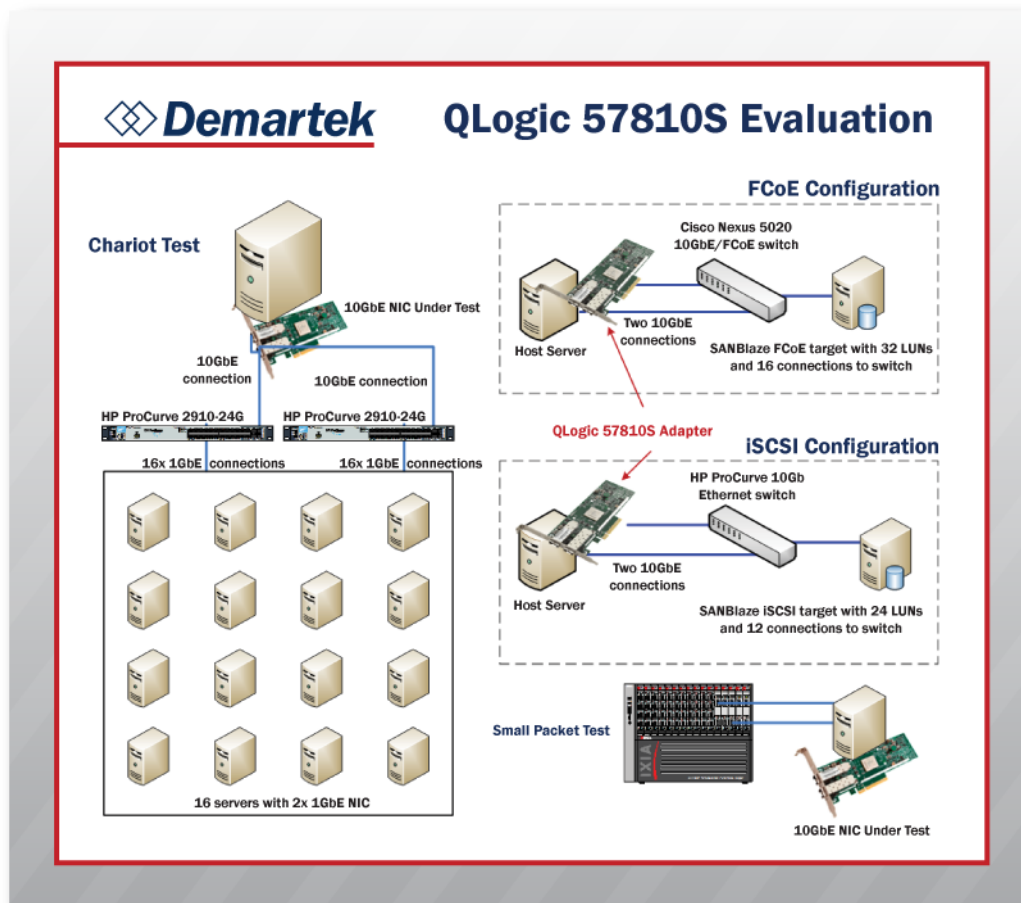 Demartek
QLogic 57810S Evaluation
Chariot Test
10GbE NIC Under Test
10GbE
connection
10GbE connection
HP ProCurve 2910-24G
HP ProCurve 2910-24G
16x 1GbE connections
16x 1GbE connections
16 servers with 2x 1GbE NIC
FCoE Configuration
Cisco Nexus 5020
10GbE/FCoE switch
Host Server
Two 10GbE
connections
SANBlaze FCoE target with 32 LUNs
and 16 connections to switch
QLogic 57810S Adapter
iSCSI Configuration
HP ProCurve 10Gb
Ethernet switch
Two 10GbE
connections
Host Server
SANBlaze iSCSI target with 24 LUNs
and 12 connections to switch
Small Packet Test
IXIA
10GbE NIC Under Test